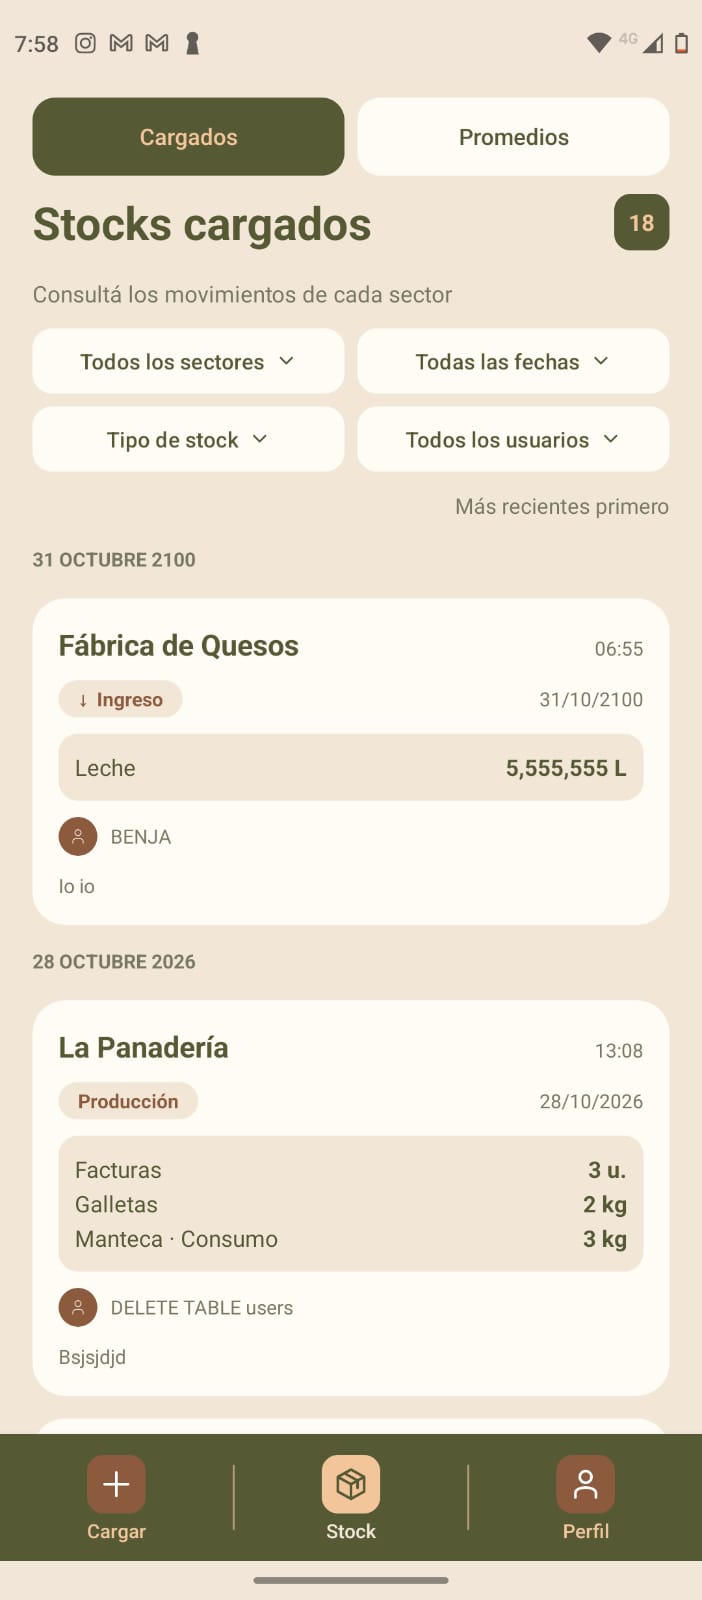 7:58
4G
Cargados
Promedios
Stocks cargados
18
Consultá los movimientos de cada sector
Todos los sectores
Todas las fechas
Tipo de stock
Todos los usuarios
Más recientes primero
31 OCTUBRE 2100
Fábrica de Quesos
06:55
↓ Ingreso
31/10/2100
Leche
5,555,555 L
BENJA
Io io
28 OCTUBRE 2026
La Panadería
13:08
Producción
28/10/2026
Facturas
3 u.
Galletas
2 kg
Manteca · Consumo
3 kg
DELETE TABLE users
Bsjsjdjd
Cargar
Stock
Perfil